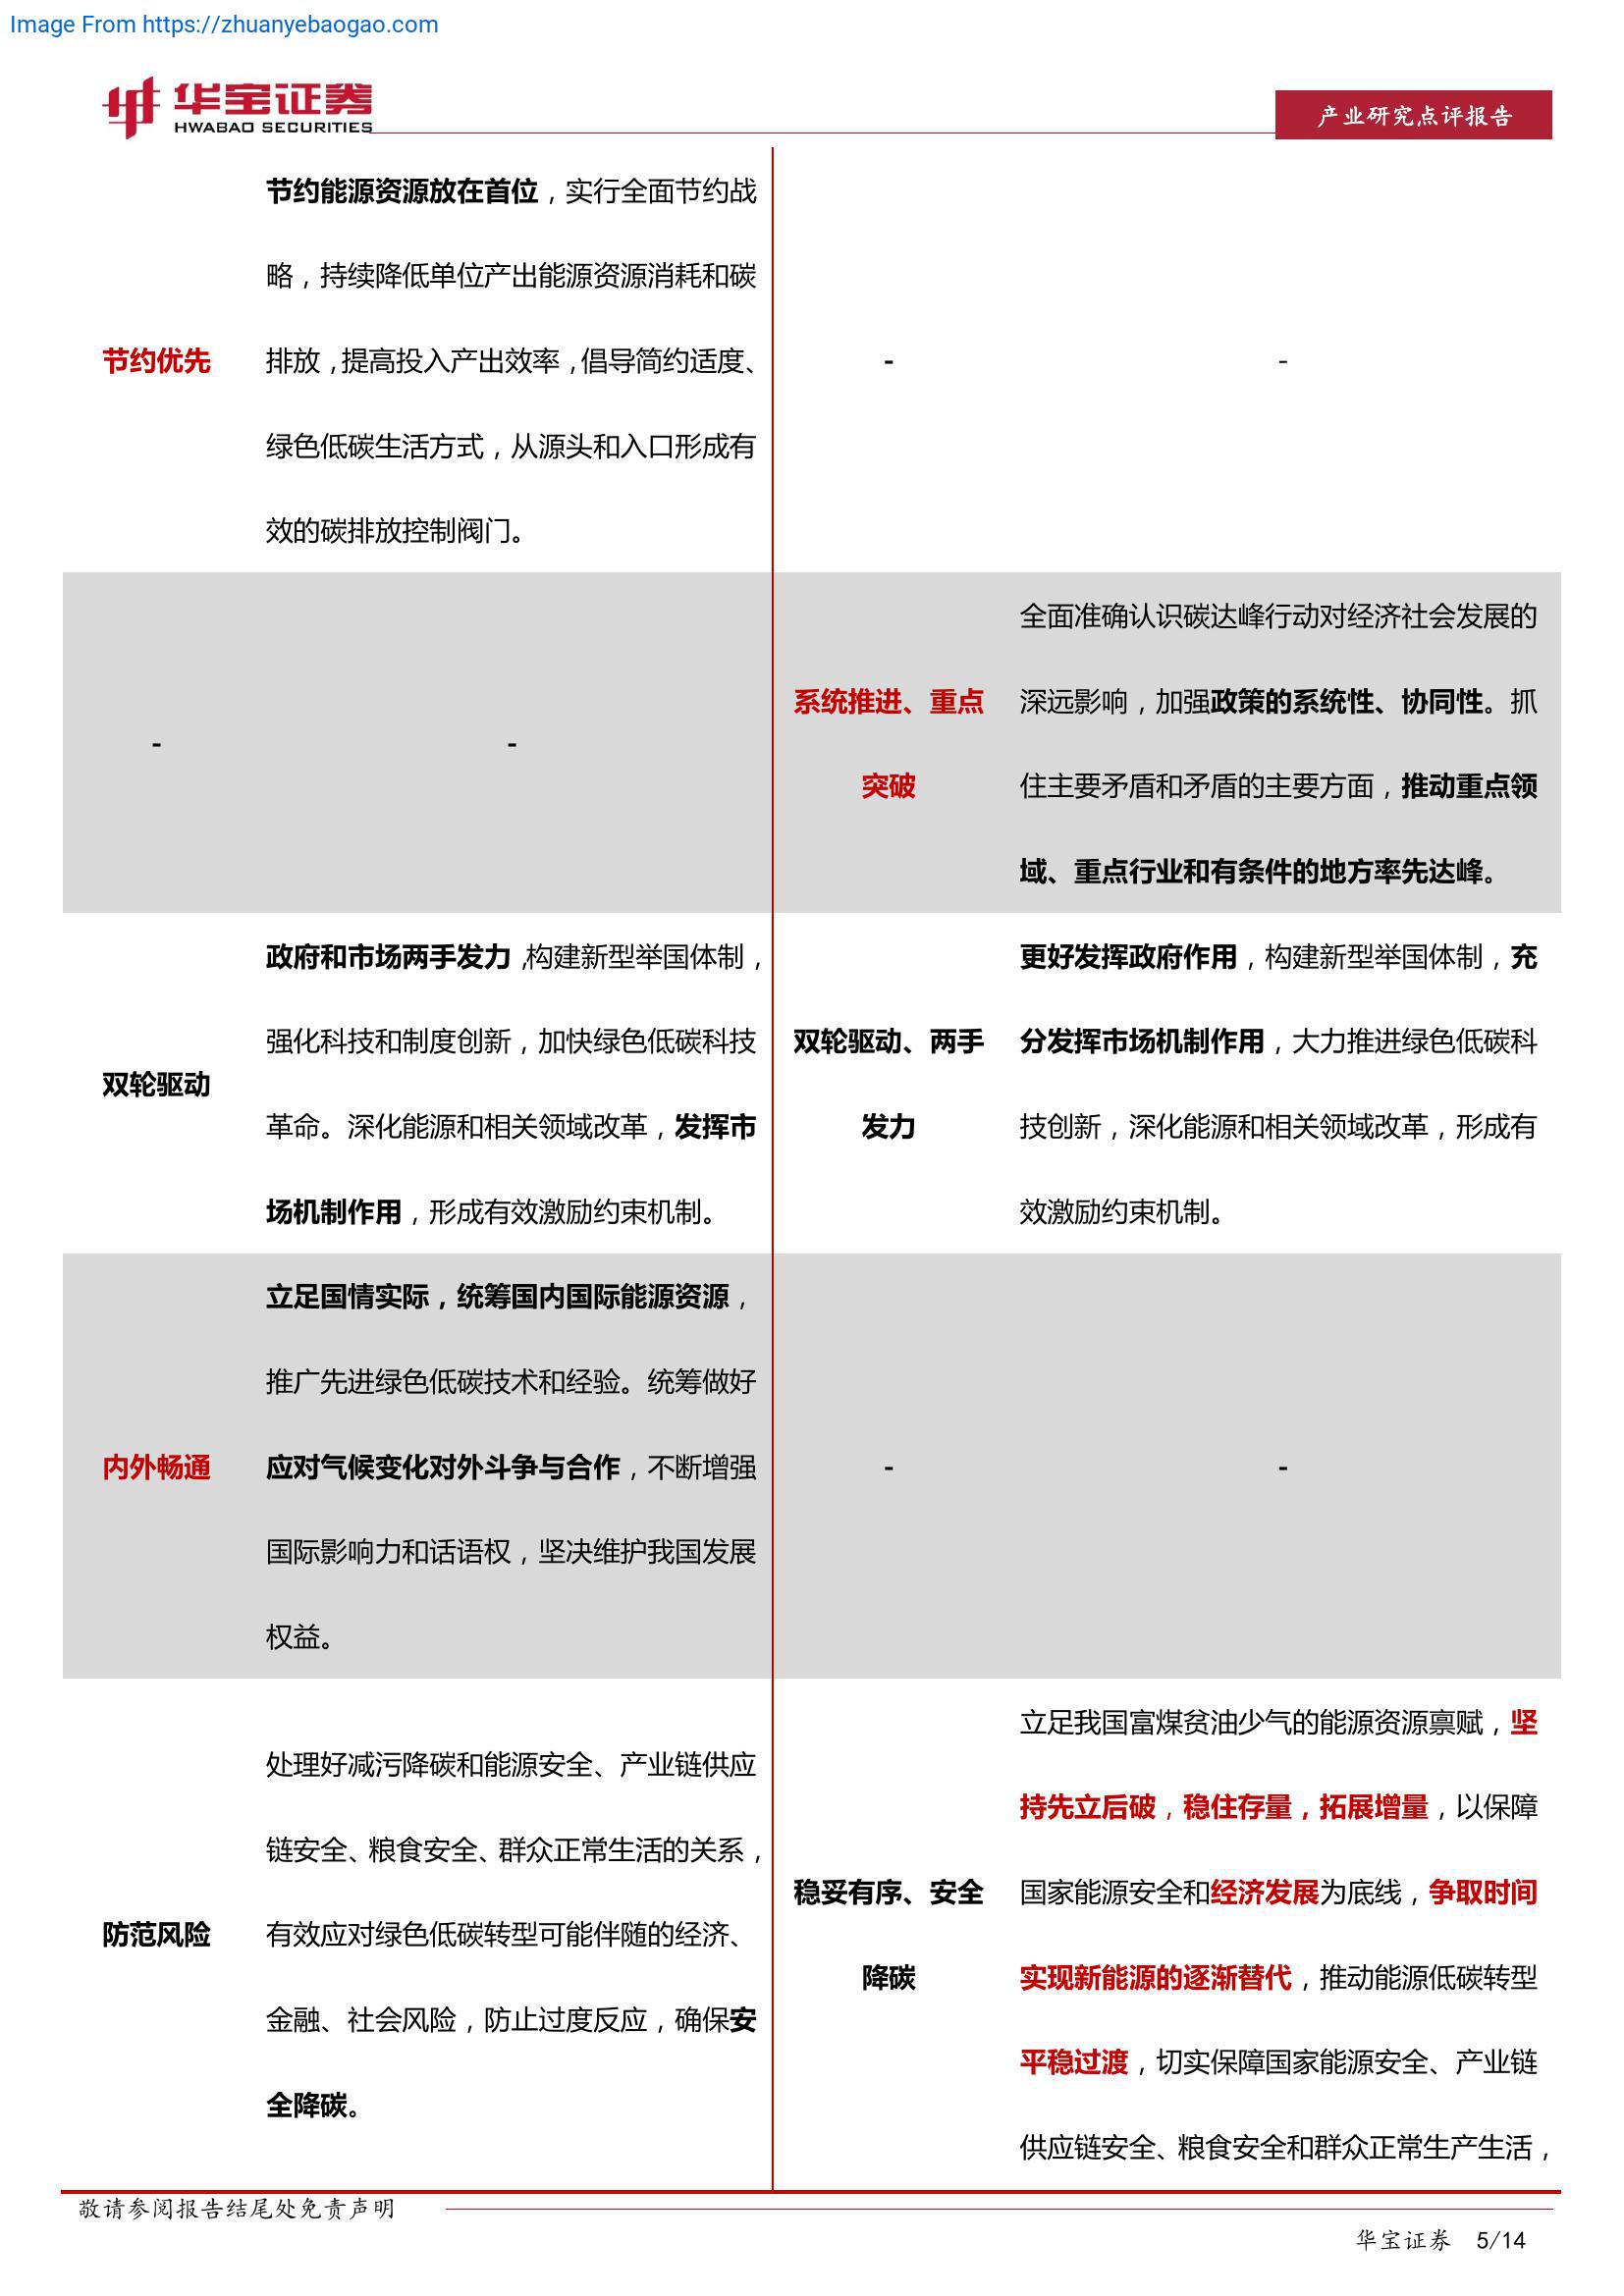 Image From https://zhuanyebaogao.com
华宝证券
HWABAO SECURITIES
产业研究点评报告
节约优先
节约能源资源放在首位，实行全面节约战
略，持续降低单位产出能源资源消耗和碳
排放，提高投入产出效率，倡导简约适度、
绿色低碳生活方式，从源头和入口形成有
效的碳排放控制阀门。
-
-
-
-
系统推进、重点
突破
全面准确认识碳达峰行动对经济社会发展的
深远影响，加强政策的系统性、协同性。抓
住主要矛盾和矛盾的主要方面，推动重点领
域、重点行业和有条件的地方率先达峰。
双轮驱动
政府和市场两手发力，构建新型举国体制，
强化科技和制度创新，加快绿色低碳科技
革命。深化能源和相关领域改革，发挥市
场机制作用，形成有效激励约束机制。
双轮驱动、两手
发力
更好发挥政府作用，构建新型举国体制，充
分发挥市场机制作用，大力推进绿色低碳科
技创新，深化能源和相关领域改革，形成有
效激励约束机制。
内外畅通
立足国情实际，统筹国内国际能源资源，
推广先进绿色低碳技术和经验。统筹做好
应对气候变化对外斗争与合作，不断增强
国际影响力和话语权，坚决维护我国发展
权益。
-
-
防范风险
处理好减污降碳和能源安全、产业链供应
链安全、粮食安全、群众正常生活的关系，
有效应对绿色低碳转型可能伴随的经济、
金融、社会风险，防止过度反应，确保安
全降碳。
稳妥有序、安全
降碳
立足我国富煤贫油少气的能源资源禀赋，坚
持先立后破，稳住存量，拓展增量，以保障
国家能源安全和经济发展为底线，争取时间
实现新能源的逐渐替代，推动能源低碳转型
平稳过渡，切实保障国家能源安全、产业链
供应链安全、粮食安全和群众正常生产生活，
敬请参阅报告结尾处免责声明
华宝证券 5/14